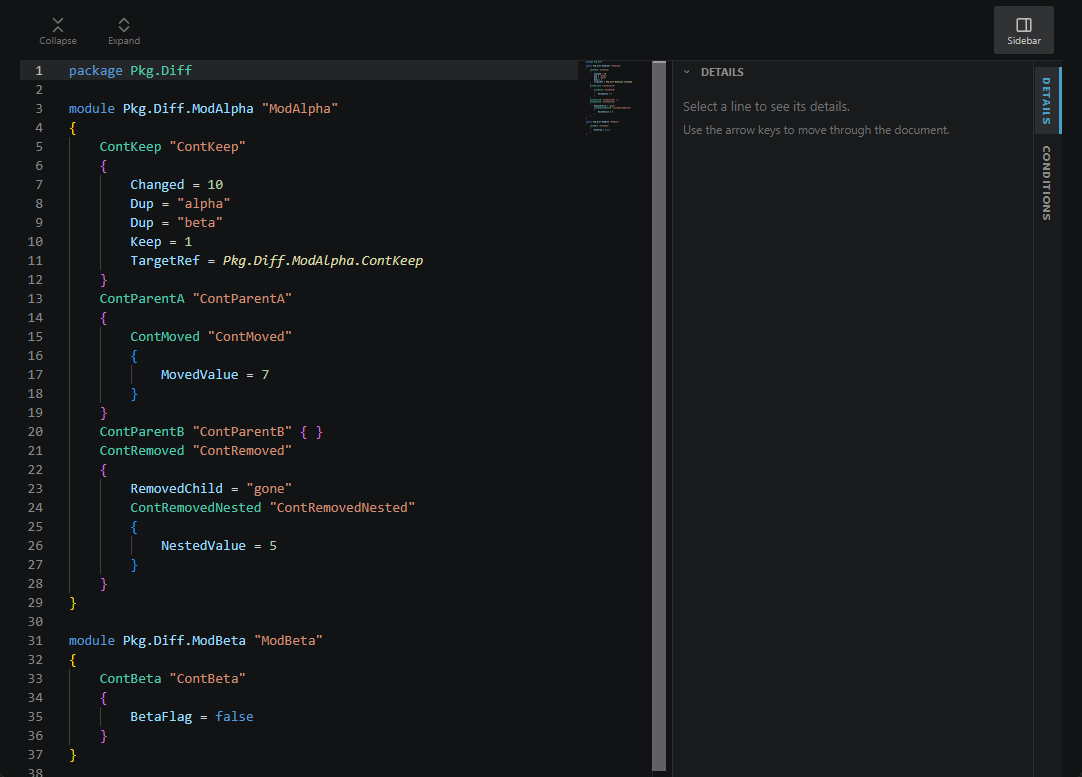 Collapse Expand Sidebar
1 package Pkg.Diff
2
3 module Pkg.Diff.ModAlpha "ModAlpha"
4 {
5 ContKeep "ContKeep"
6 {
7 Changed = 10
8 Dup = "alpha"
9 Dup = "beta"
10 Keep = 1
11 TargetRef = Pkg.Diff.ModAlpha.ContKeep
12 }
13 ContParentA "ContParentA"
14 {
15 ContMoved "ContMoved"
16 {
17 MovedValue = 7
18 }
19 }
20 ContParentB "ContParentB" { }
21 ContRemoved "ContRemoved"
22 {
23 RemovedChild = "gone"
24 ContRemovedNested "ContRemovedNested"
25 {
26 NestedValue = 5
27 }
28 }
29 }
30
31 module Pkg.Diff.ModBeta "ModBeta"
32 {
33 ContBeta "ContBeta"
34 {
35 BetaFlag = false
36 }
37 }
38
DETAILS
Select a line to see its details.
Use the arrow keys to move through the document.
DETAILS
CONDITIONS